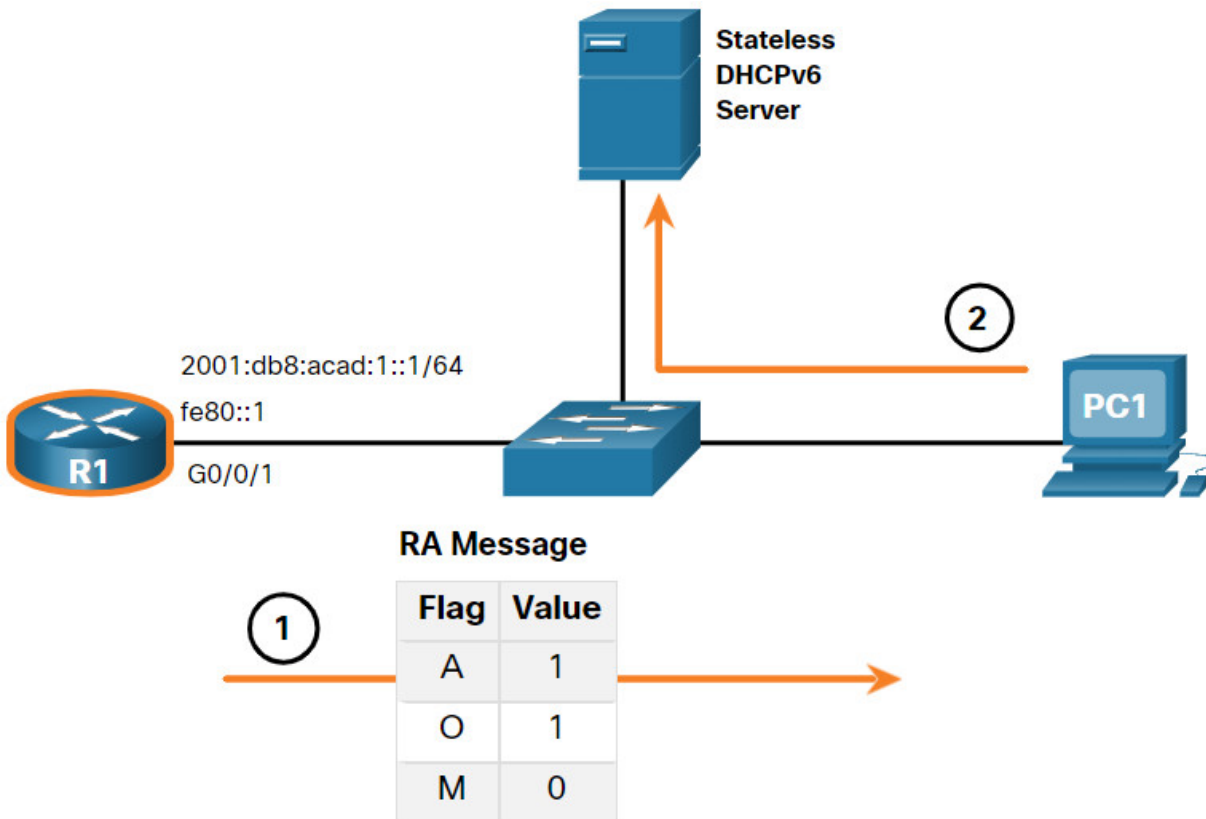 Stateless
DHCPv6
Server
2
2001:db8:acad:1::1/64
fe80::1
R1
G0/0/1
PC1
RA Message
1
Flag Value
A 1
O 1
M 0